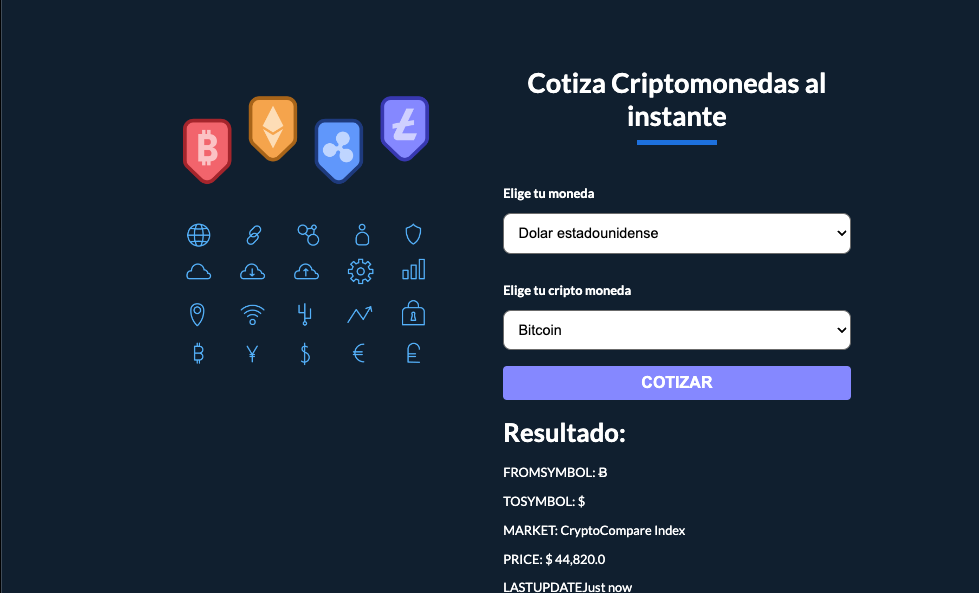 Cotiza Criptomonedas al
instante
Elige tu moneda
Dolar estadounidense
Elige tu cripto moneda
Bitcoin
COTIZAR
Resultado:
FROMSYMBOL: Ƀ
TOSYMBOL: $
MARKET: CryptoCompare Index
PRICE: $ 44,820.0
LASTUPDATEJust now